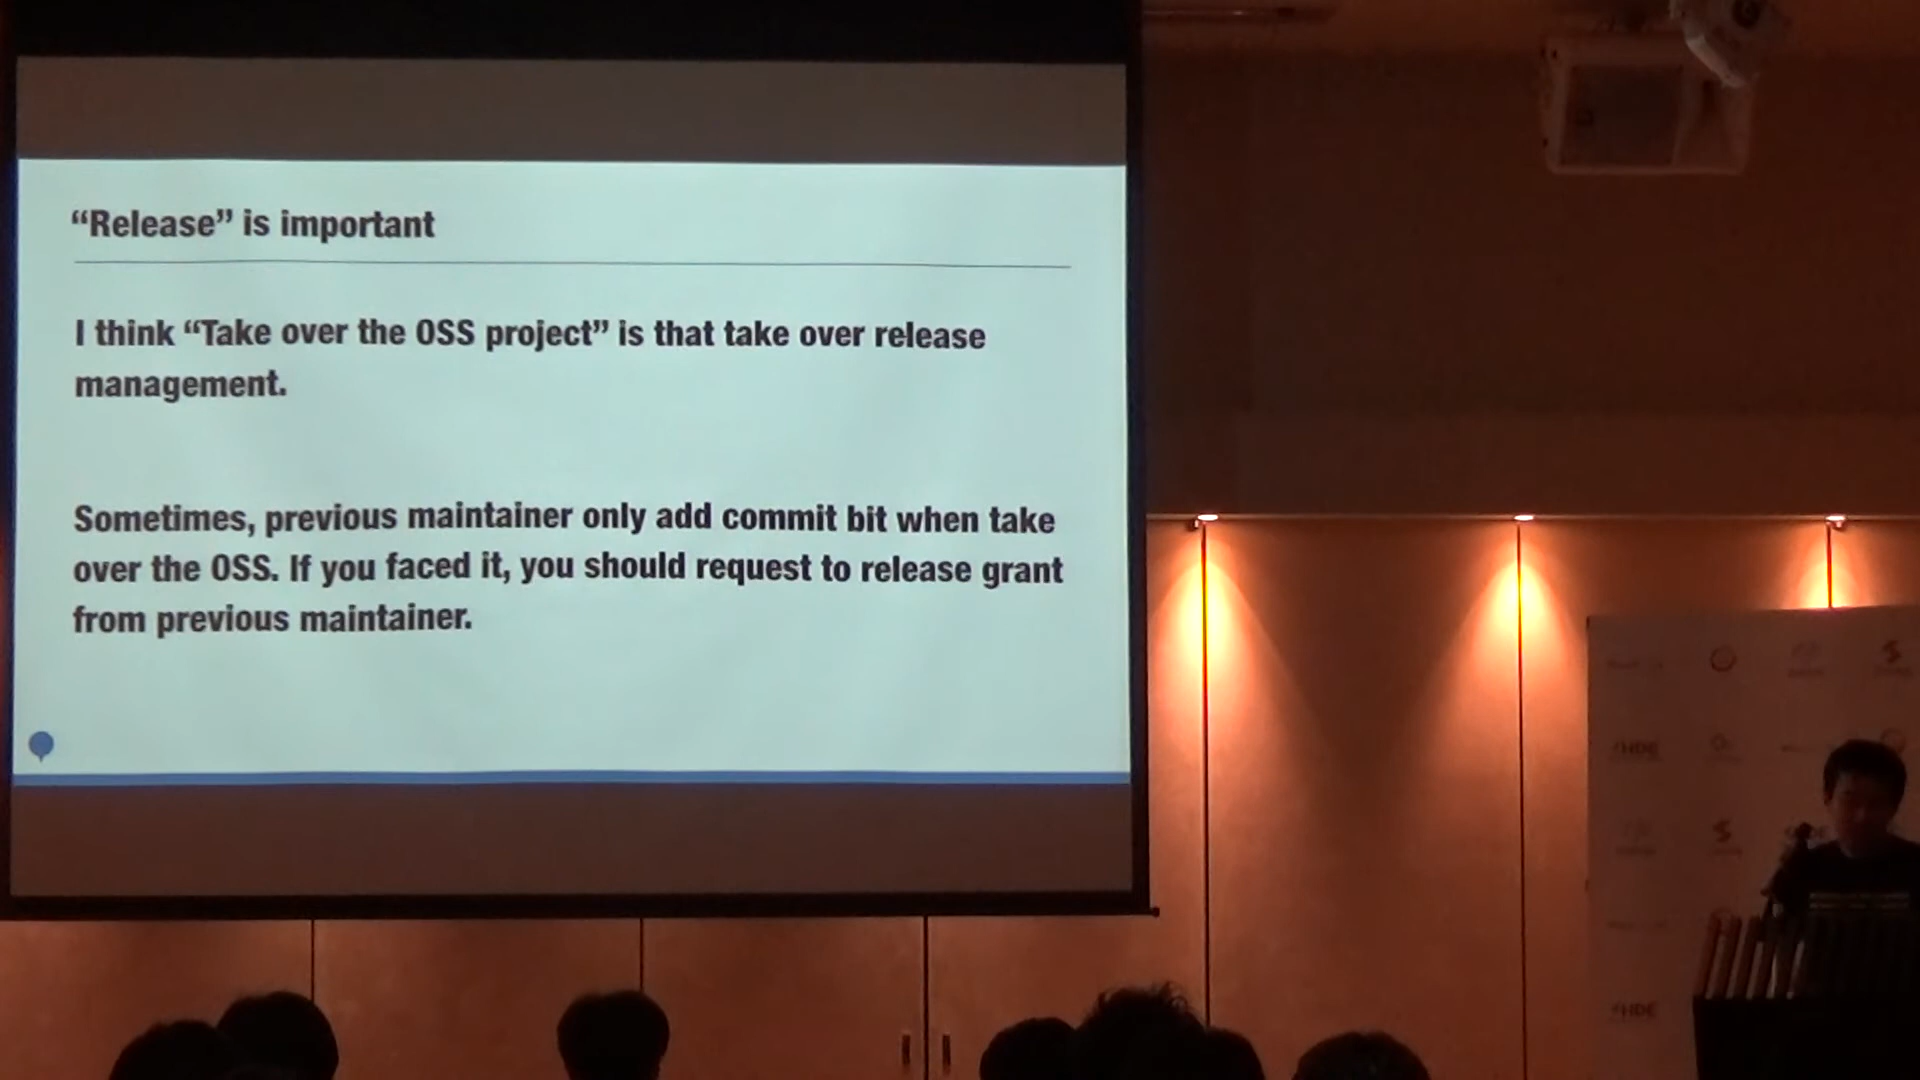 “Release” is important
I think “Take over the OSS project” is that take over release
management.
Sometimes, previous maintainer only add commit bit when take
over the OSS. If you faced it, you should request to release grant
from previous maintainer.
HDE
HDE